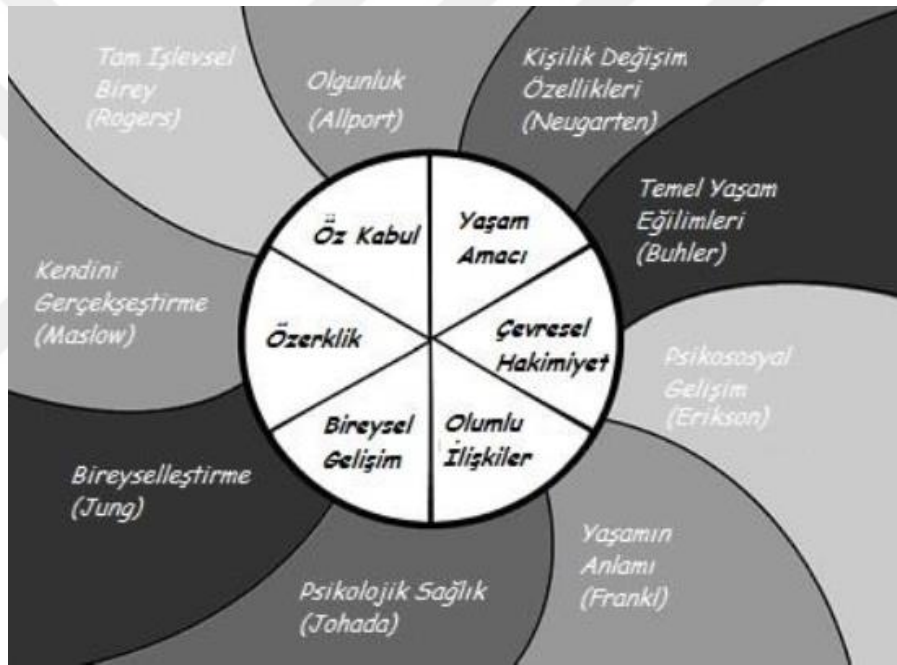 Tam İşlevsel
Birey
(Rogers)
Olgunluk
(Allport)
Kişilik Değişim
Özellikleri
(Neugarten)
Temel Yaşam
Eğilimleri
(Buhler)
Psikososyal
Gelişim
(Erikson)
Yaşamın
Anlamı
(Frankl)
Psikolojik Sağlık
(Johada)
Bireyselleştirme
(Jung)
Kendini
Gerçekşeştirme
(Maslow)
Öz Kabul
Yaşam
Amacı
Çevresel
Hakimiyet
Olumlu
İlişkiler
Bireysel
Gelişim
Özerklik